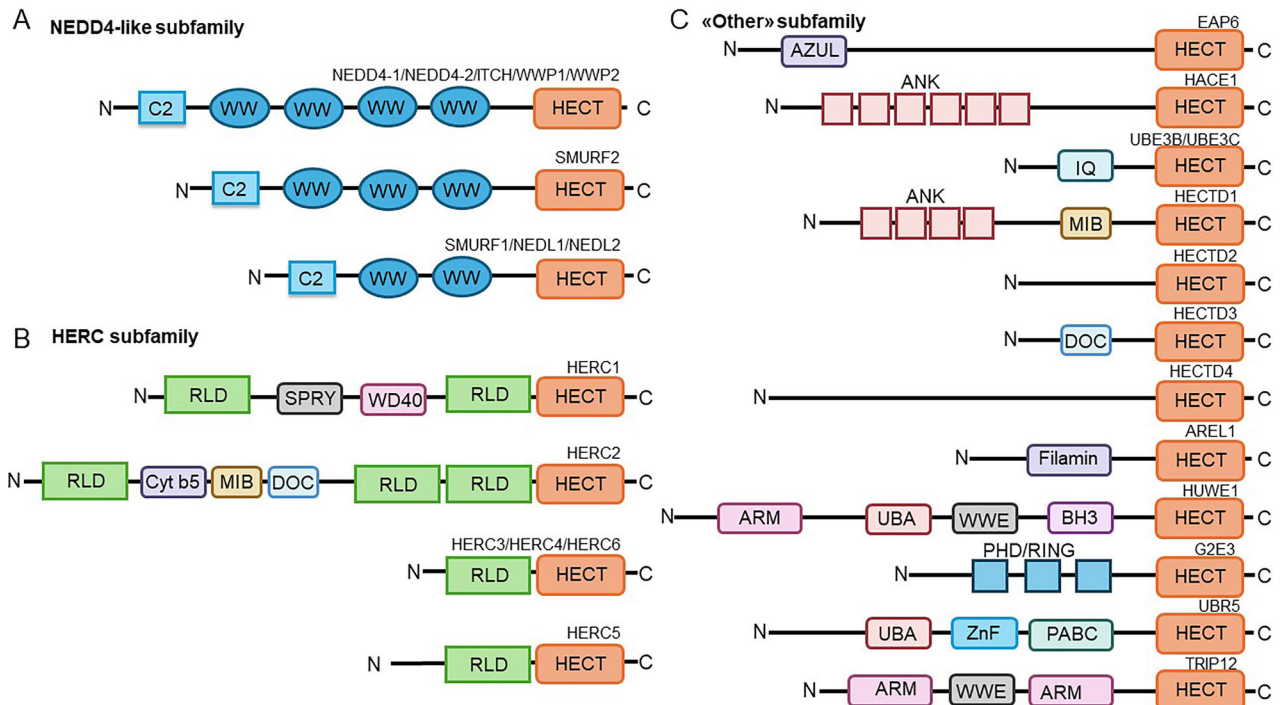 A NEDD4-like subfamily
NEDD4-1/NEDD4-2/ITCH/WWP1/WWP2
N C2 WW WW WW WW HECT C
SMURF2
N C2 WW WW WW HECT C
SMURF1/NEDL1/NEDL2
N C2 WW WW HECT C
B HERC subfamily
HERC1
N RLD SPRY WD40 RLD HECT C
HERC2
N RLD Cyt b5 MIB DOC RLD RLD HECT C
HERC3/HERC4/HERC6
N RLD HECT C
HERC5
N RLD HECT C
C «Other» subfamily
EAP6
N AZUL HECT C
ANK HACE1
N HECT C
UBE3B/UBE3C
N IQ HECT C
ANK HECTD1
N MIB HECT C
HECTD2
N HECT C
HECTD3
N DOC HECT C
HECTD4
N HECT C
AREL1
N Filamin HECT C
HUWE1
N ARM UBA WWE BH3 HECT C
PHD/RING G2E3
N HECT C
UBR5
N UBA ZnF PABC HECT C
TRIP12
N ARM WWE ARM HECT C